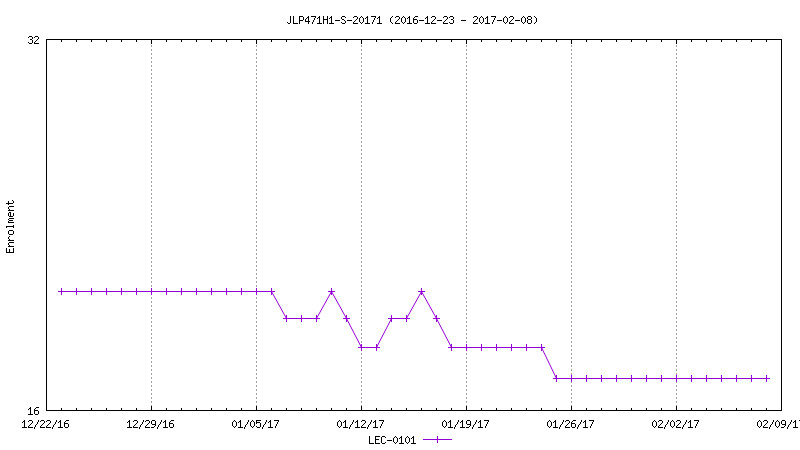 JLP471H1-S-20171 (2016-12-23 - 2017-02-08)
32
Enrolment
16
12/22/16 12/29/16 01/05/17 01/12/17 01/19/17 01/26/17 02/02/17 02/09/1
LEC-0101